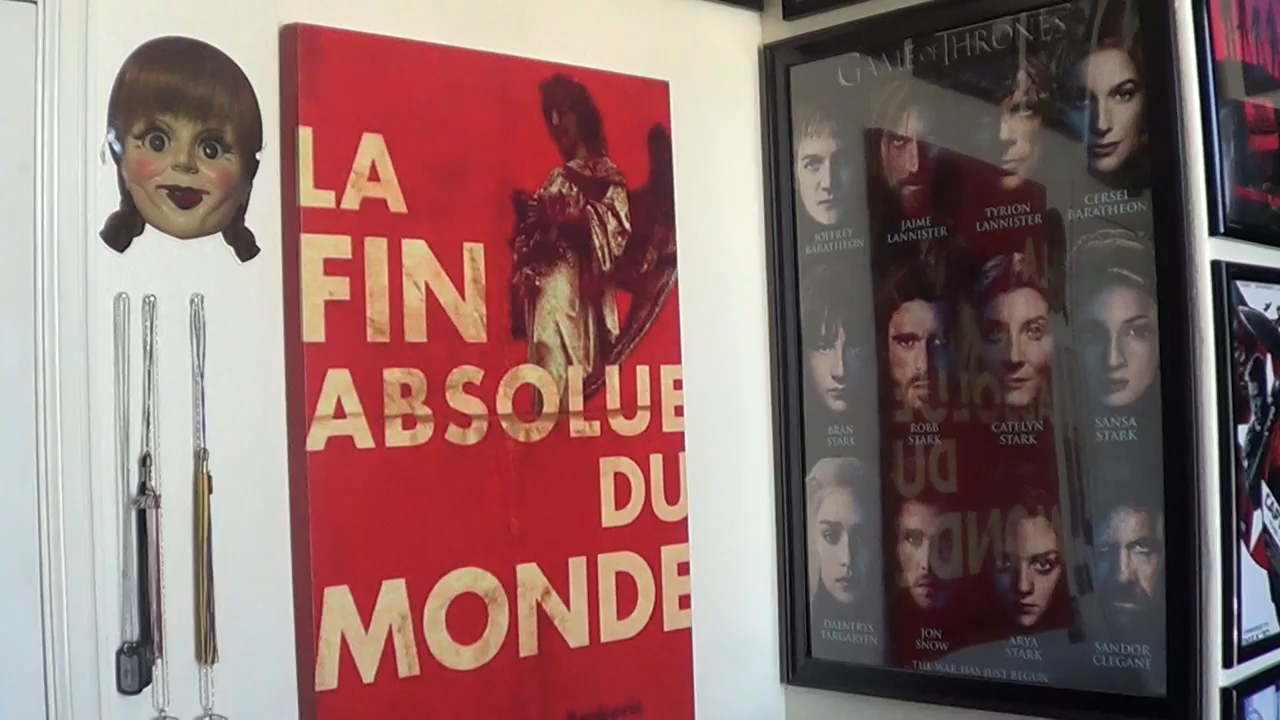 LA
FIN
ABSOLUE
DU
MONDE
GAME OF THRONES
JOFFREY
BARATHEON
JAIME
LANNISTER
TYRION
LANNISTER
CERSEI
BARATHEON
BRAN
STARK
ROBB
STARK
CATELYN
STARK
SANSA
STARK
DAENERYS
TARGARYEN
JON
SNOW
ARYA
STARK
SANDOR
CLEGANE
...THE WAR HAS JUST BEGUN